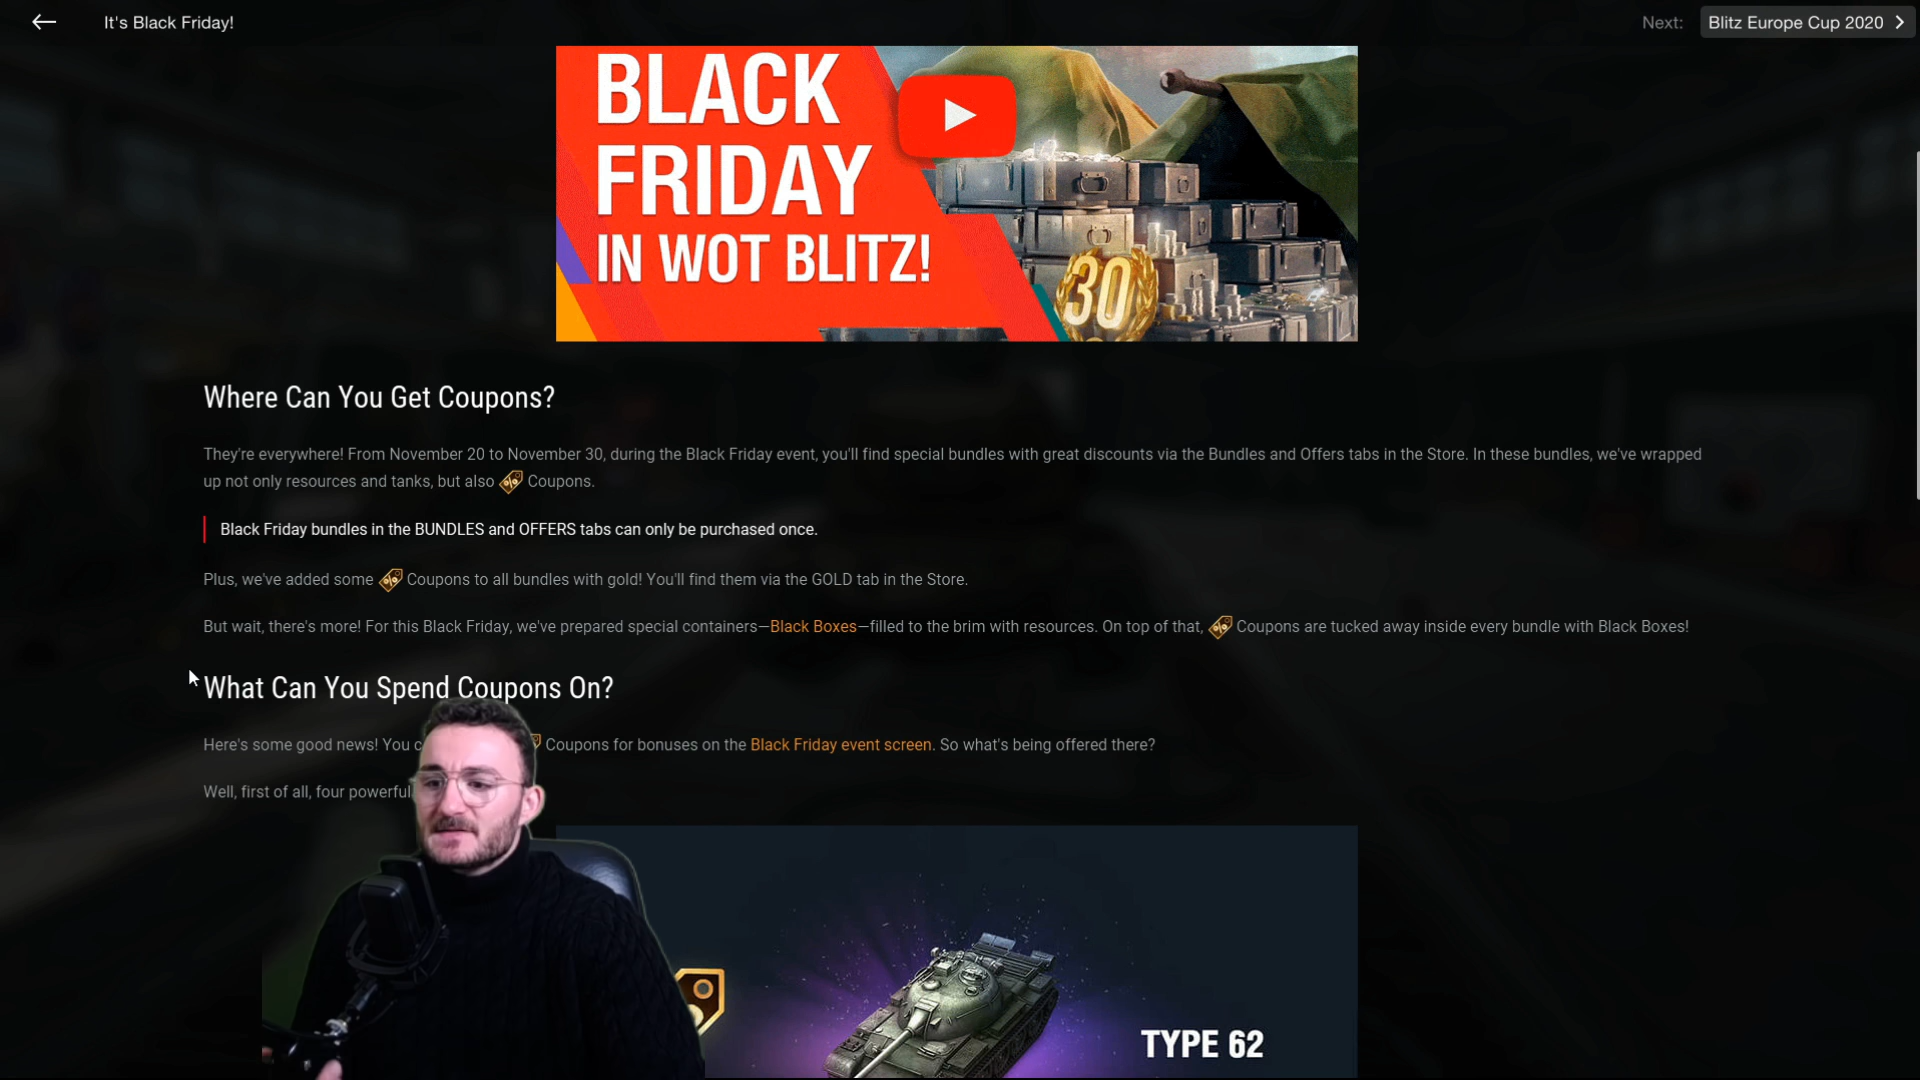 It's Black Friday!
Next: Blitz Europe Cup 2020
BLACK
FRIDAY
IN WOT BLITZ!
30
Where Can You Get Coupons?
They're everywhere! From November 20 to November 30, during the Black Friday event, you'll find special bundles with great discounts via the Bundles and Offers tabs in the Store. In these bundles, we've wrapped
up not only resources and tanks, but also % Coupons.
Black Friday bundles in the BUNDLES and OFFERS tabs can only be purchased once.
Plus, we've added some % Coupons to all bundles with gold! You'll find them via the GOLD tab in the Store.
But wait, there's more! For this Black Friday, we've prepared special containers—Black Boxes—filled to the brim with resources. On top of that, % Coupons are tucked away inside every bundle with Black Boxes!
What Can You Spend Coupons On?
Here's some good news! You Coupons for bonuses on the Black Friday event screen. So what's being offered there?
Well, first of all, four powerful
TYPE 62